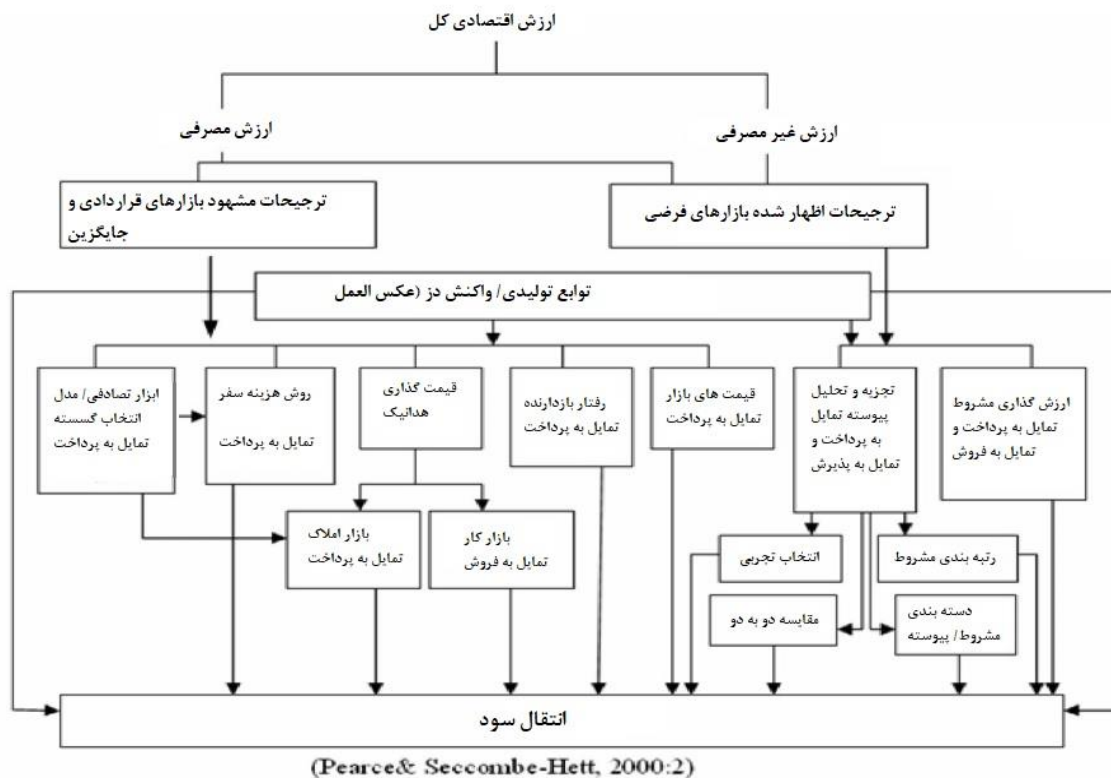 ارزش اقتصادی کل
ارزش غیر مصرفی
ارزش مصرفی
ترجیحات اظهار شده بازارهای فرضی
ترجیحات مشهود بازارهای قراردادی و
جایگزین
توابع تولیدی/ واکنش دز (عکس العمل
ارزش گذاری مشروط
تمایل به پرداخت و
تمایل به فروش
تجزیه و تحلیل
پیوسته تمایل
به پرداخت و
تمایل به پذیرش
قیمت های بازار
تمایل به پرداخت
رفتار بازدارنده
تمایل به پرداخت
قیمت گذاری
هدانیک
روش هزینه سفر
تمایل به پرداخت
ابزار تصادفی/ مدل
انتخاب گسسته
تمایل به پرداخت
رتبه بندی مشروط
انتخاب تجربی
بازار کار
تمایل به فروش
بازار املاک
تمایل به پرداخت
دسته بندی
مشروط/ پیوسته
مقایسه دو به دو
انتقال سود
(Pearce& Seccombe-Hett, 2000:2)